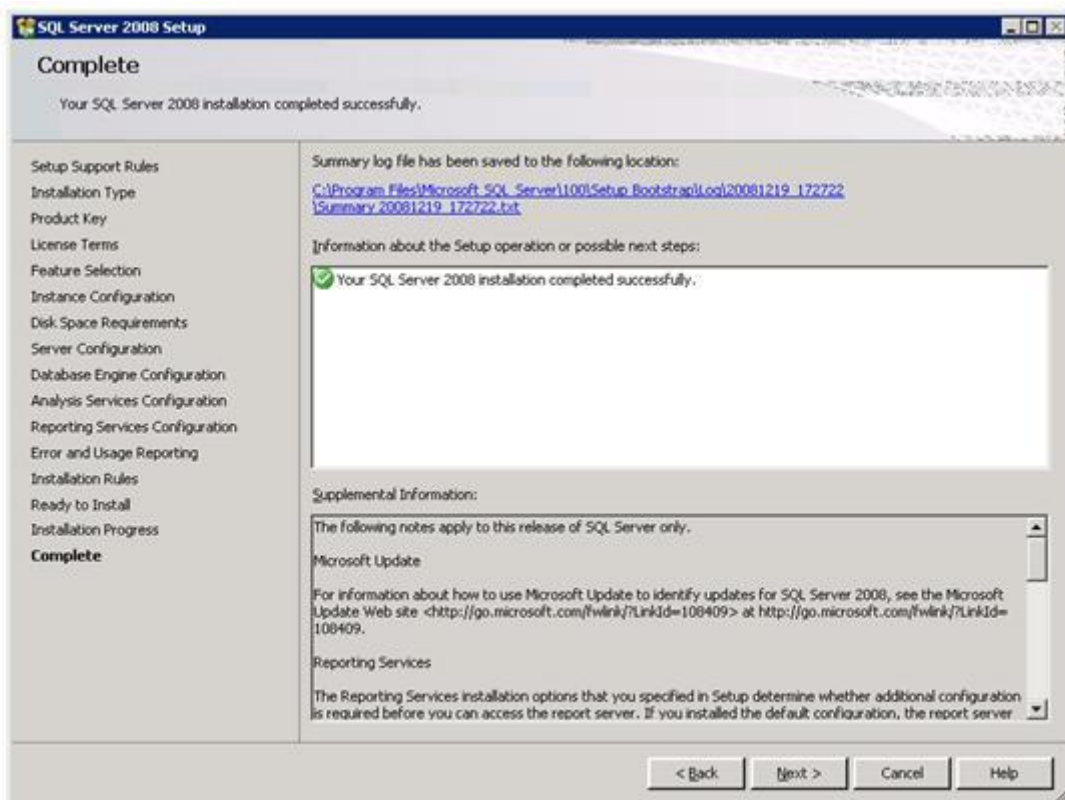 SQL Server 2008 Setup
Complete
Your SQL Server 2008 installation completed successfully.
Setup Support Rules
Installation Type
Product Key
License Terms
Feature Selection
Instance Configuration
Disk Space Requirements
Server Configuration
Database Engine Configuration
Analysis Services Configuration
Reporting Services Configuration
Error and Usage Reporting
Installation Rules
Ready to Install
Installation Progress
Complete
Summary log file has been saved to the following location:
C:\Program Files\Microsoft SQL Server\100\Setup Bootstrap\Log\20081219_172722
\Summary_20081219_172722.txt
Information about the Setup operation or possible next steps:
Your SQL Server 2008 installation completed successfully.
Supplemental Information:
The following notes apply to this release of SQL Server only.
Microsoft Update
For information about how to use Microsoft Update to identify updates for SQL Server 2008, see the Microsoft
Update Web site <http://go.microsoft.com/fwlink/?LinkId=108409> at http://go.microsoft.com/fwlink/?LinkId=
108409.
Reporting Services
The Reporting Services installation options that you specified in Setup determine whether additional configuration
is required before you can access the report server. If you installed the default configuration, the report server
< Back
Next >
Cancel
Help